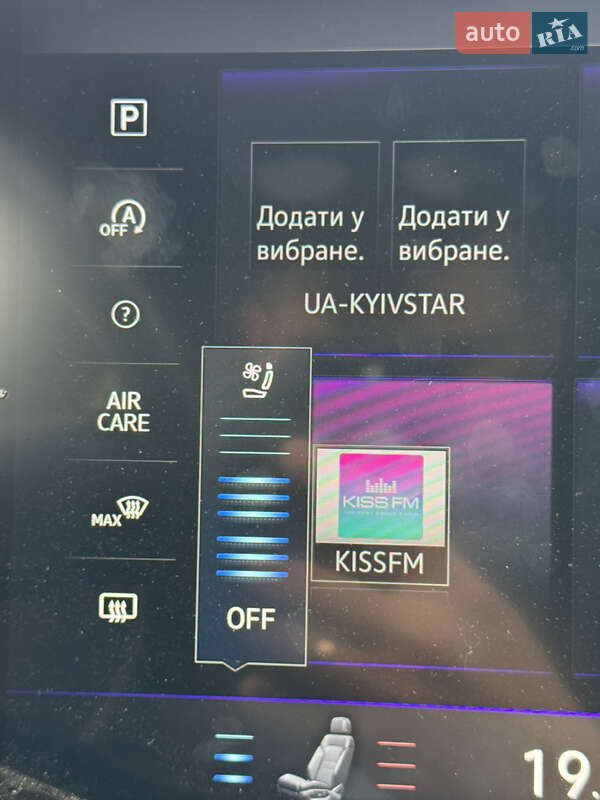 auto RIA
.com
P
A
OFF
?
AIR
CARE
MAX
Додати у
вибране.
Додати у
вибране.
UA-KYIVSTAR
OFF
KISS FM
KISSFM
19.